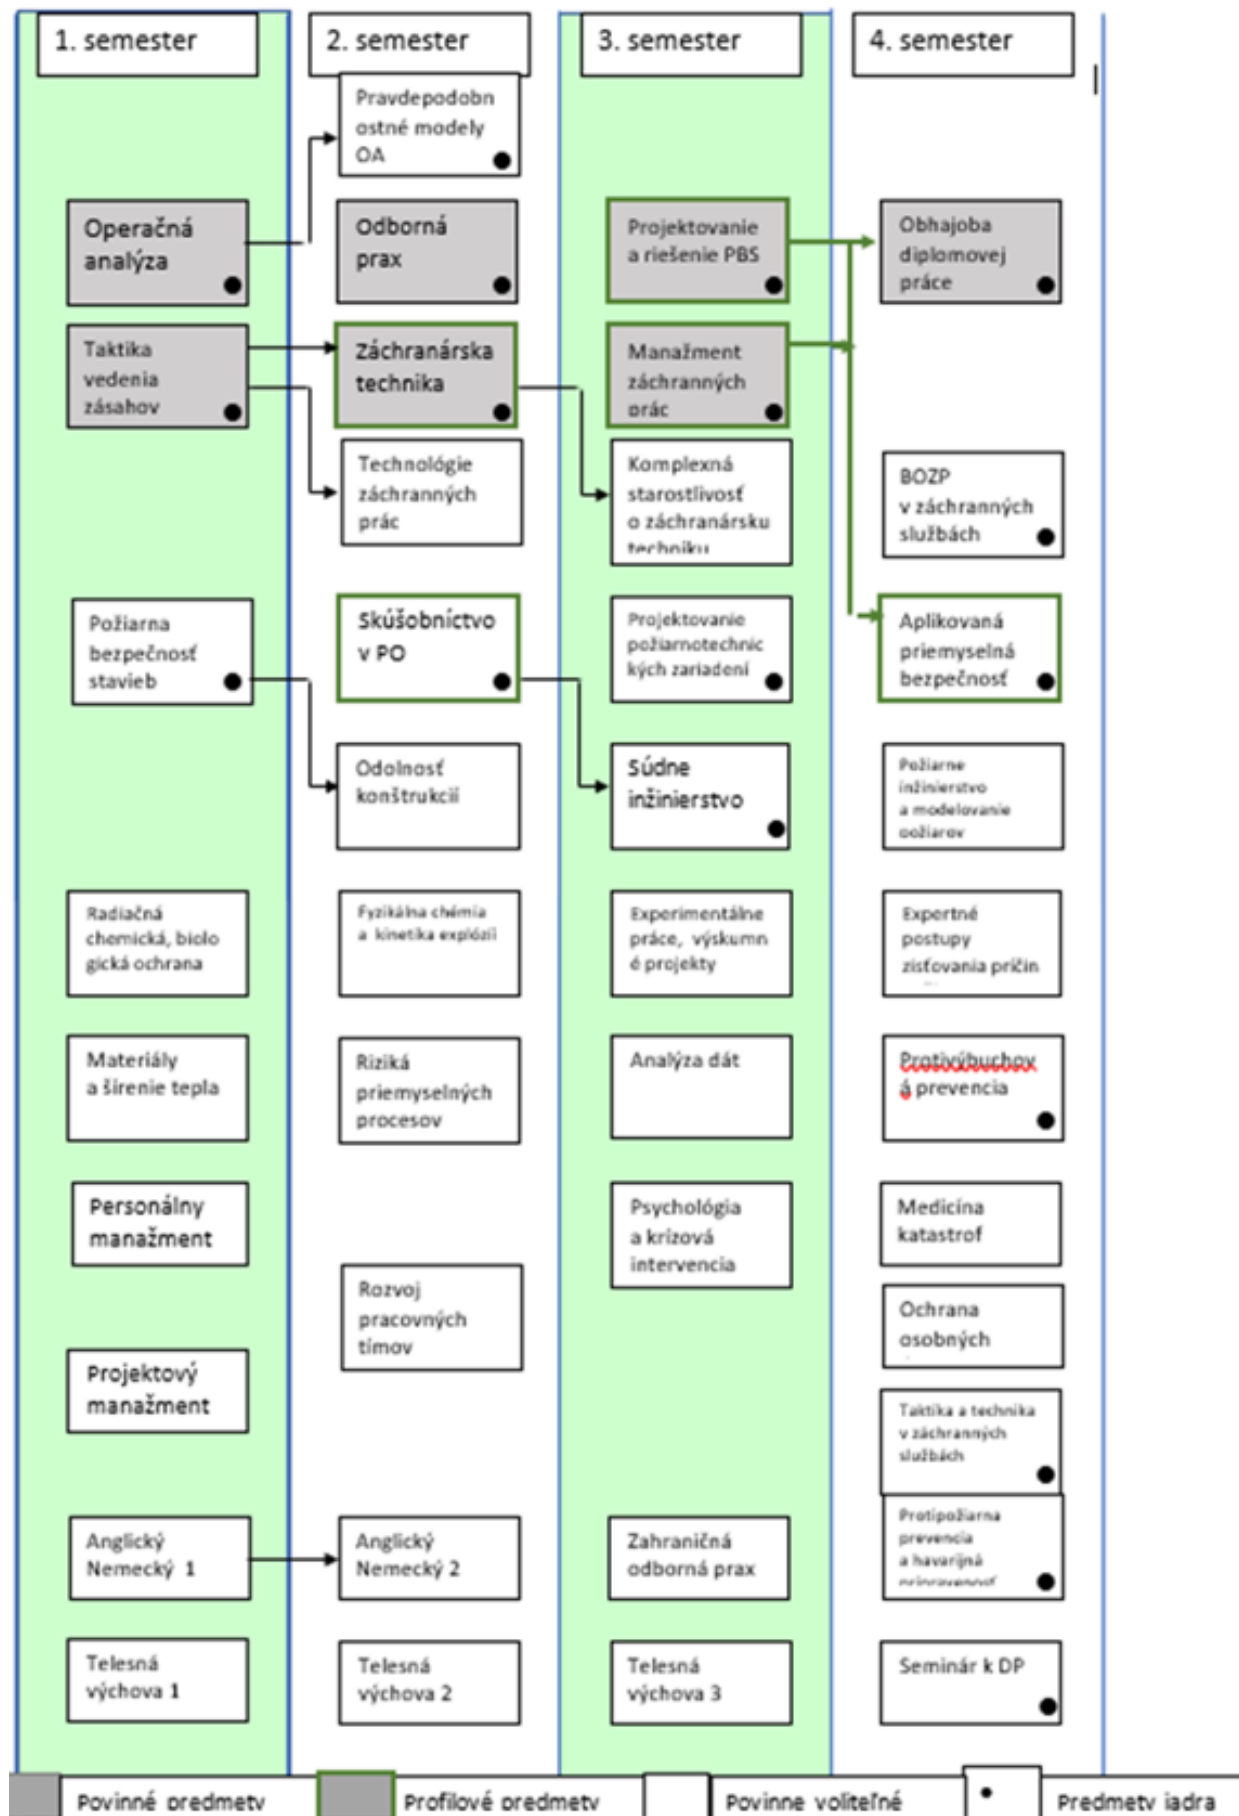 1. semester
2. semester
3. semester
4. semester
Pravdepodobn
ostné modely
OA
Operačná
analýza
Odborná
prax
Projektovanie
a riešenie PBS
Obhajoba
diplomovej
práce
Taktika
vedenia
zásahov
Záchranárska
technika
Manažment
záchranných
prác
Technológie
záchranných
prác
Komplexná
starostlivosť
o záchranársku
techniku
BOZP
v záchranných
službách
Požiarna
bezpečnosť
stavieb
Skúšobníctvo
v PO
Projektovanie
požiarnotechnic
kých zariadení
Aplikovaná
priemyselná
bezpečnosť
Odolnosť
konštrukcií
Súdne
inžinierstvo
Požiarne
inžinierstvo
a modelovanie
požiarov
Radiačná
chemická, biolo
gická ochrana
Fyzikálna chémia
a kinetika explózií
Experimentálne
práce, výskumn
é projekty
Expertné
postupy
zisťovania príčin
Materiály
a šírenie tepla
Riziká
priemyselných
procesov
Analýza dát
Protivýbuchov
á prevencia
Personálny
manažment
Rozvoj
pracovných
tímov
Psychológia
a krízová
intervencia
Medicína
katastrof
Ochrana
osobných
Projektový
manažment
Taktika a technika
v záchranných
službách
Anglický
Nemecký 1
Anglický
Nemecký 2
Zahraničná
odborná prax
Protipožiarna
prevencia
a havarijná
pripravenosť
Telesná
výchova 1
Telesná
výchova 2
Telesná
výchova 3
Seminár k DP
Povinné predmety
Profilové predmety
Povinne voliteľné
Predmety jadra